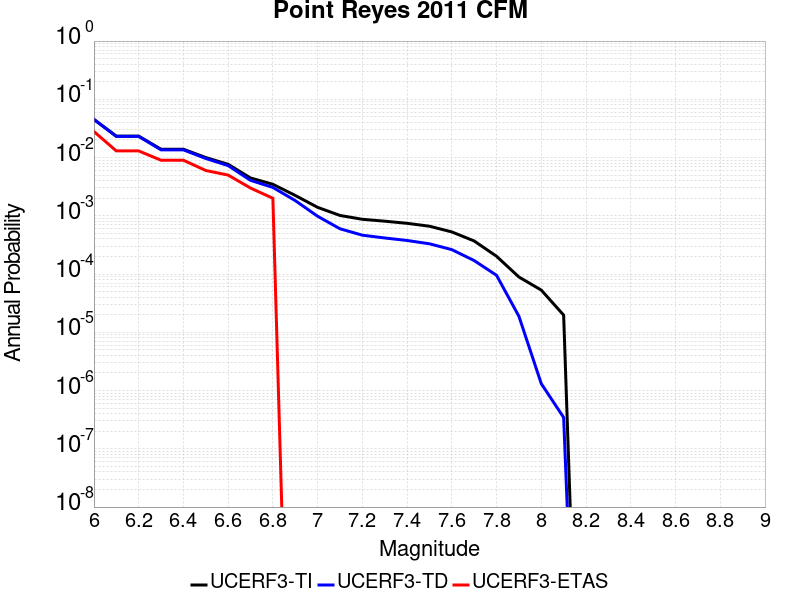 Point Reyes 2011 CFM
10^0
10^-1
10^-2
10^-3
10^-4
10^-5
10^-6
10^-7
10^-8
Annual Probability
6 6.2 6.4 6.6 6.8 7 7.2 7.4 7.6 7.8 8 8.2 8.4 8.6 8.8 9
Magnitude
UCERF3-TI UCERF3-TD UCERF3-ETAS